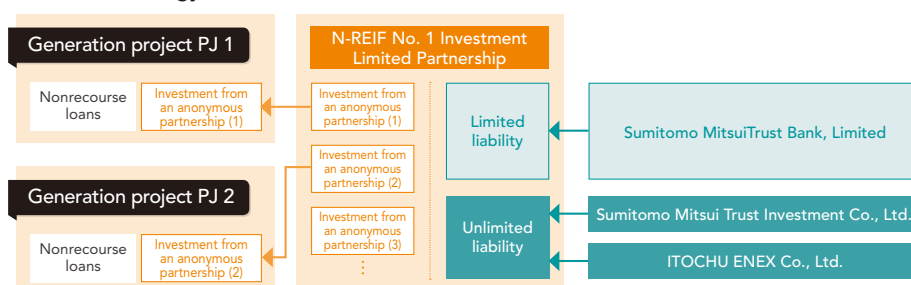 Generation project PJ 1
Nonrecourse
loans
Investment from
an anonymous
partnership (1)
Generation project PJ 2
Nonrecourse
loans
Investment from
an anonymous
partnership (2)
N-REIF No. 1 Investment
Limited Partnership
Investment from
an anonymous
partnership (1)
Investment from
an anonymous
partnership (2)
Investment from
an anonymous
partnership (3)
Limited
liability
Unlimited
liability
Sumitomo MitsuiTrust Bank, Limited
Sumitomo Mitsui Trust Investment Co., Ltd.
ITOCHU ENEX Co., Ltd.